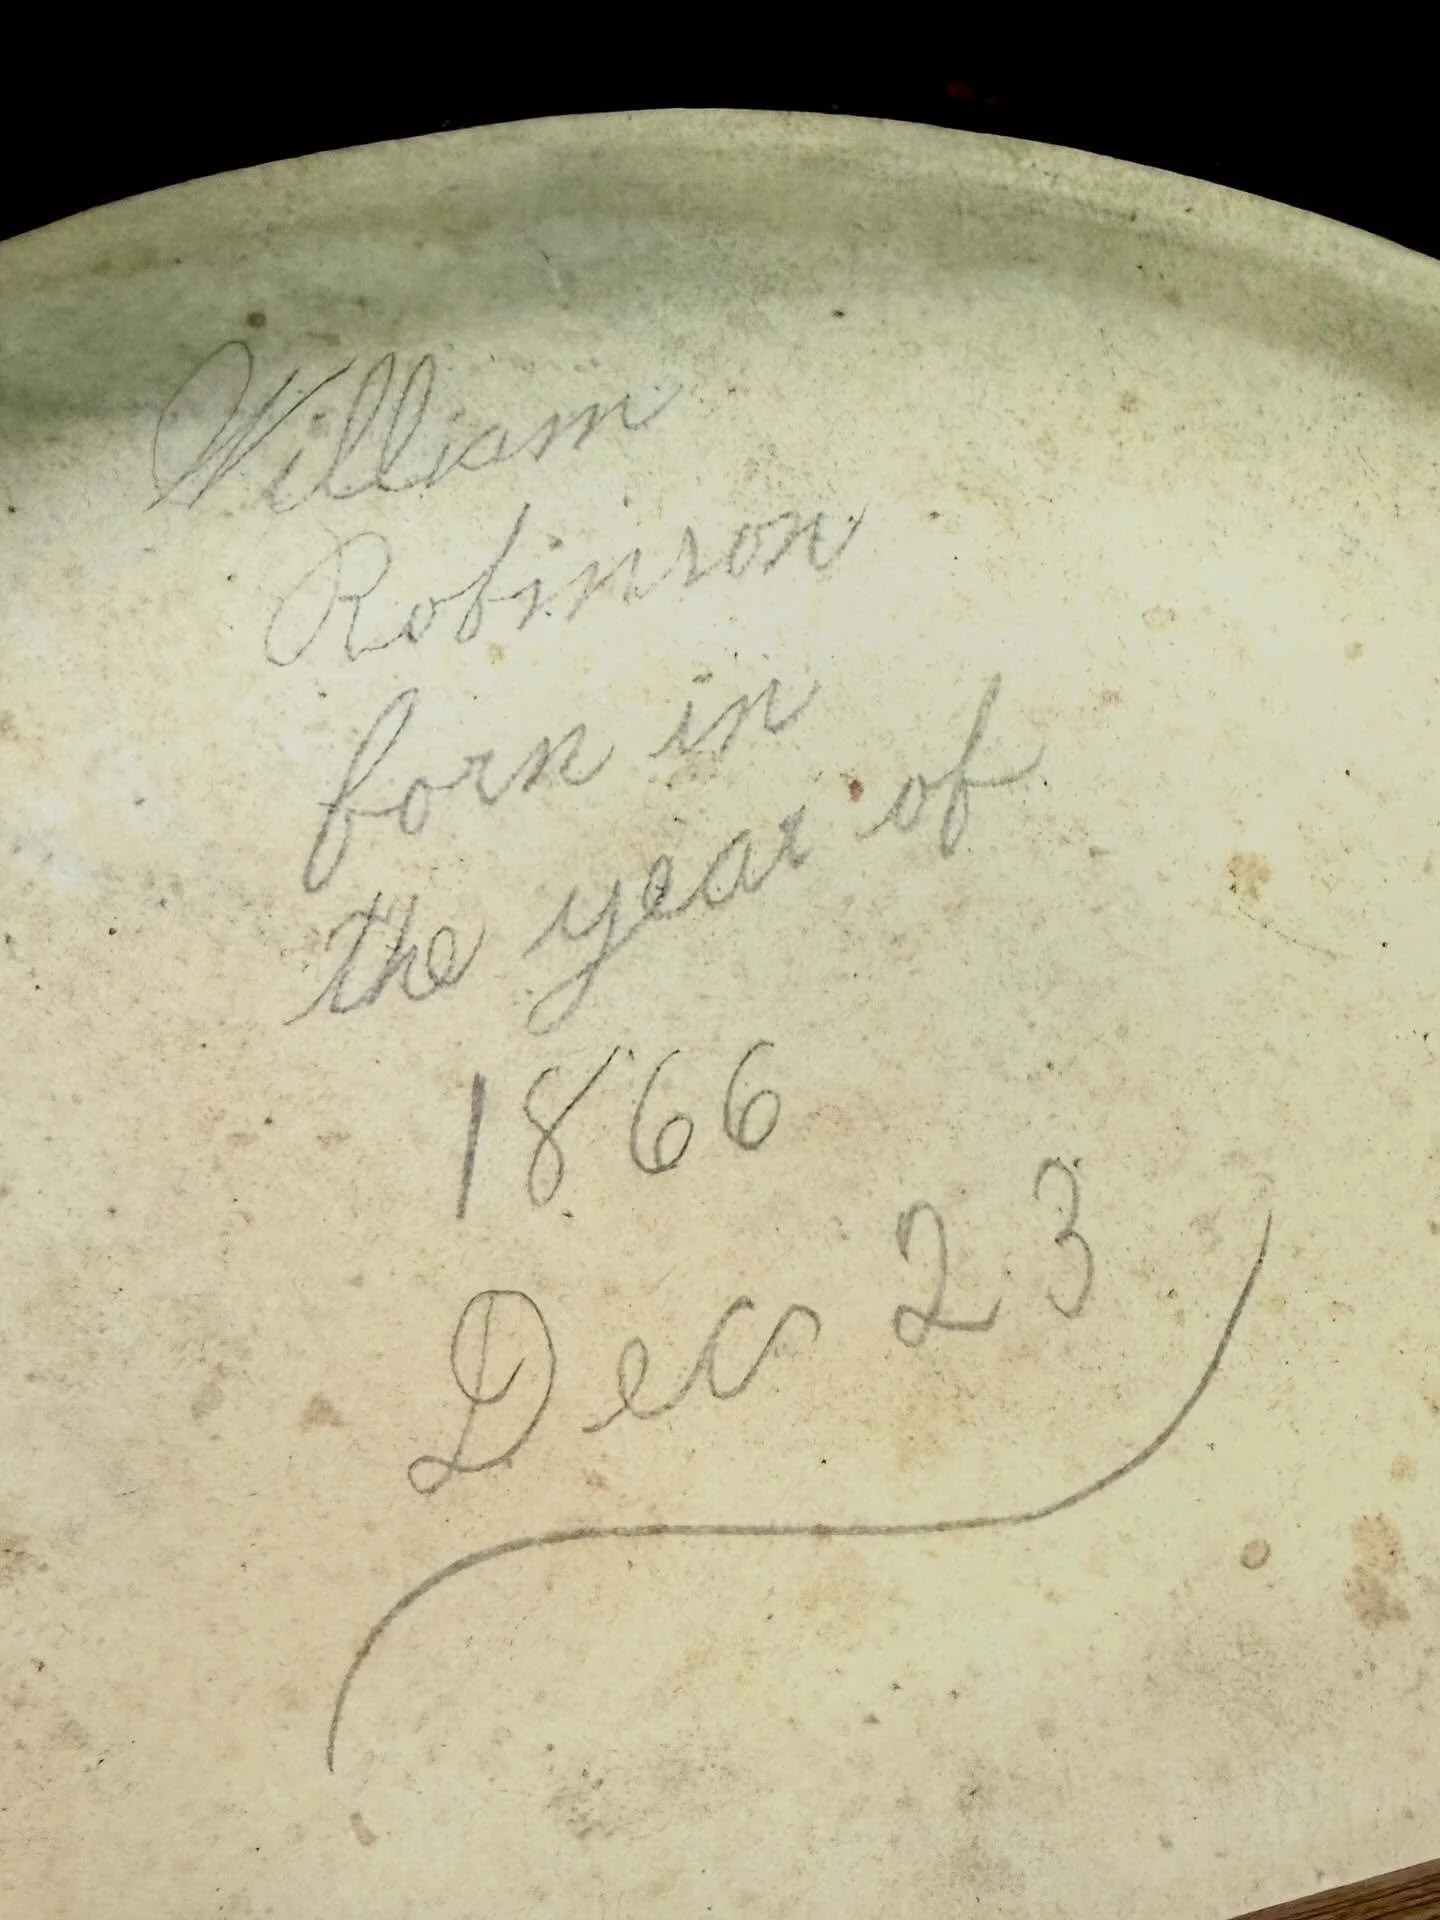 William
Robinson
born in
the year of
1866
Dec 23